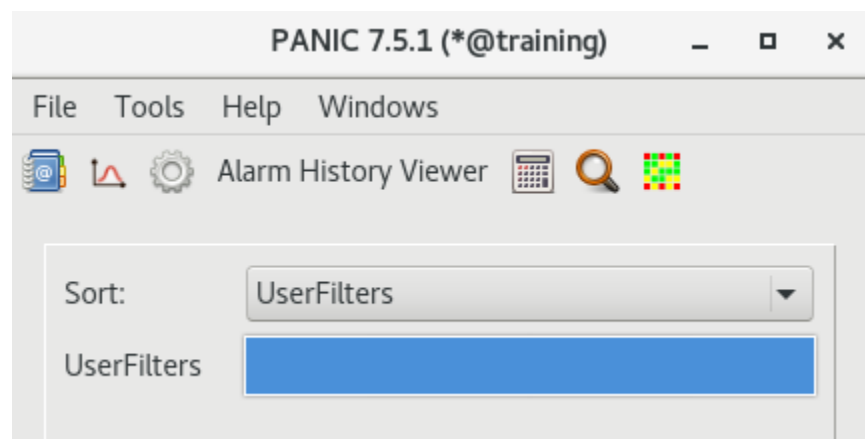 PANIC 7.5.1 (*@training)
File Tools Help Windows
@ Alarm History Viewer
Sort: UserFilters
UserFilters